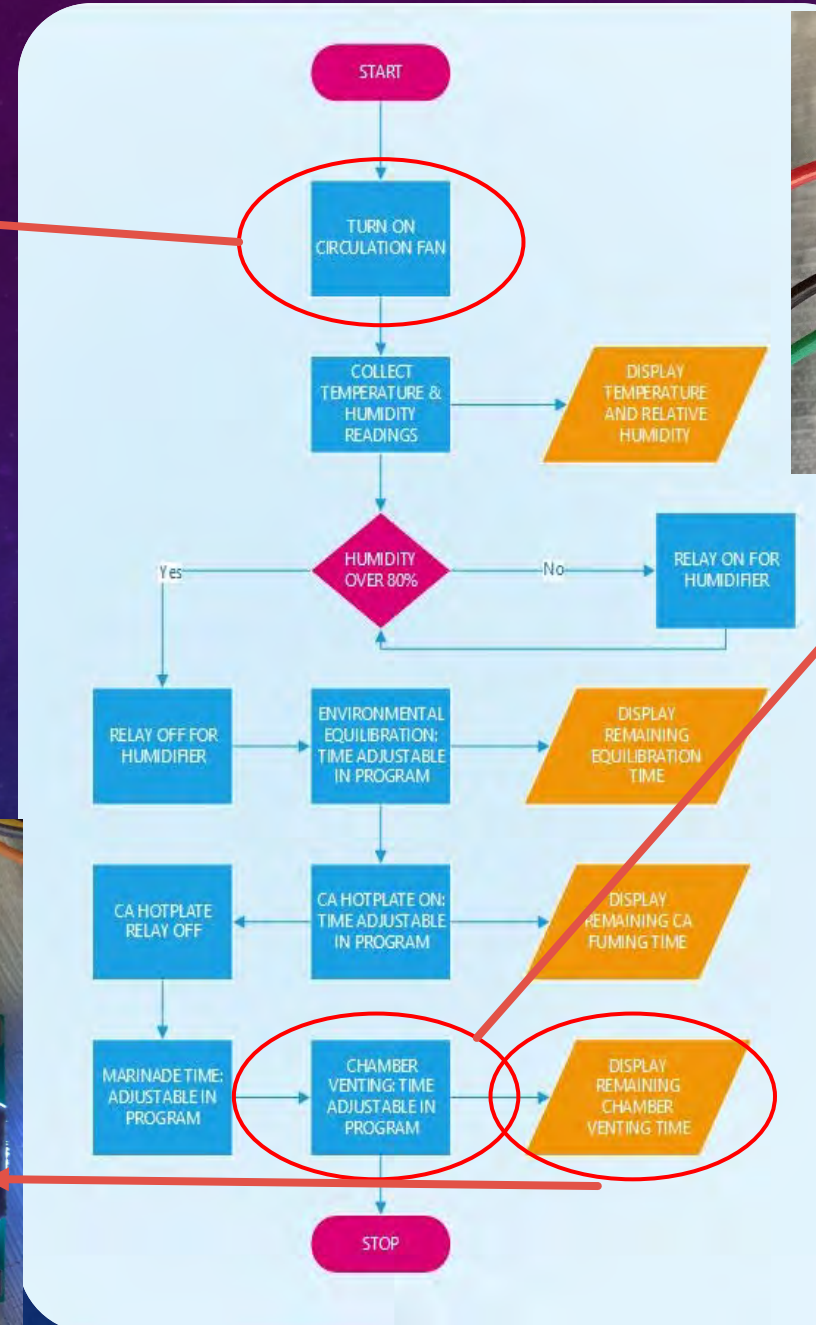 START
TURN ON
CIRCULATION FAN
COLLECT
TEMPERATURE &
HUMIDITY
READINGS
DISPLAY
TEMPERATURE
AND RELATIVE
HUMIDITY
HUMIDITY
OVER 80%
Yes
No
RELAY ON FOR
HUMIDIFIER
RELAY OFF FOR
HUMIDIFIER
ENVIRONMENTAL
EQUILIBRATION:
TIME ADJUSTABLE
IN PROGRAM
DISPLAY
REMAINING
EQUILIBRATION
TIME
CA HOTPLATE
RELAY OFF
CA HOTPLATE ON:
TIME ADJUSTABLE
IN PROGRAM
DISPLAY
REMAINING CA
FUMING TIME
MARINADE TIME:
ADJUSTABLE IN
PROGRAM
CHAMBER
VENTING: TIME
ADJUSTABLE IN
PROGRAM
DISPLAY
REMAINING
CHAMBER
VENTING TIME
STOP